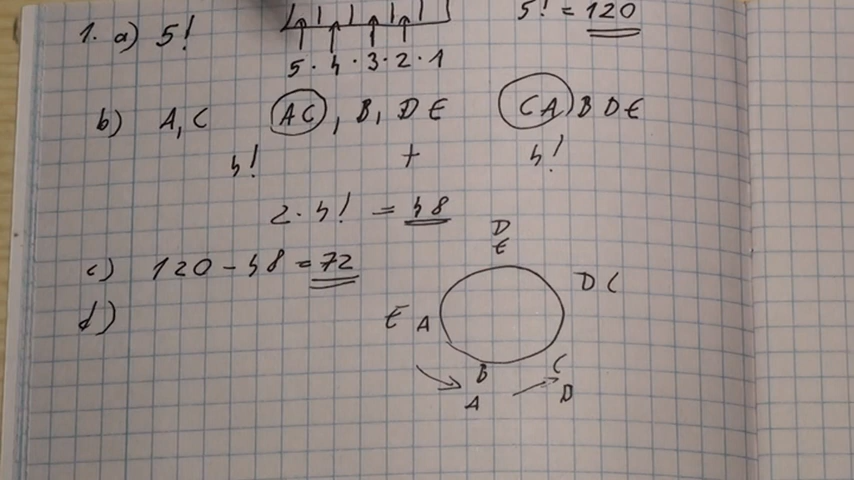 1. a) 5! 5! = 120
5 · 4 · 3 · 2 · 1
b) A, C AC, B, D E CA B D E
4! + 4!
2 · 4! = 48
D
E
c) 120 - 48 = 72
D C
d)
E A
B C
A D